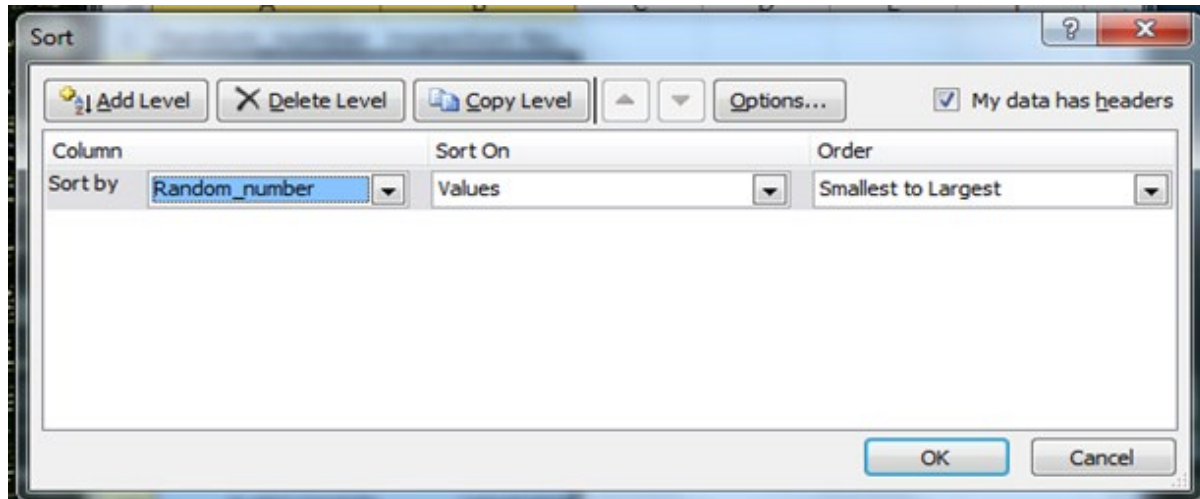 Sort
Add Level Delete Level Copy Level Options... My data has headers
Column Sort On Order
Sort by Random_number Values Smallest to Largest
OK Cancel